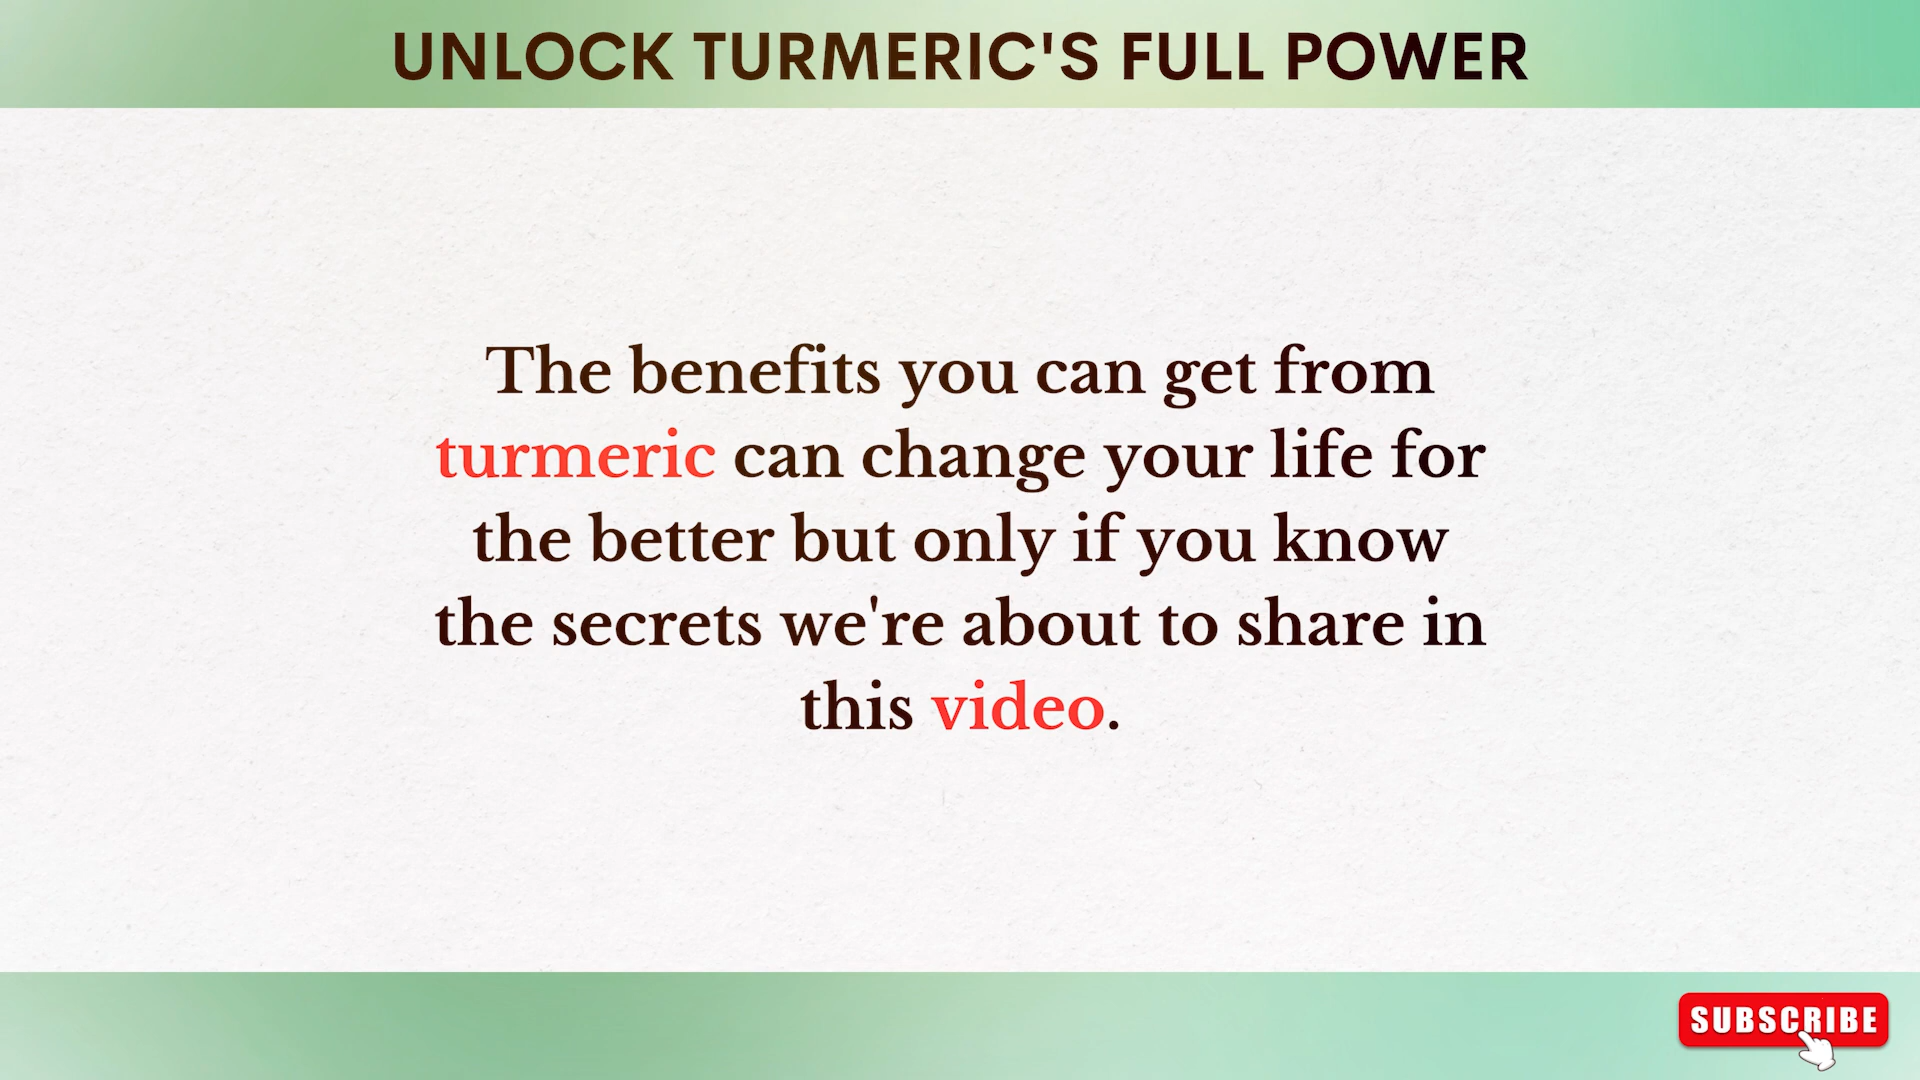 UNLOCK TURMERIC'S FULL POWER
The benefits you can get from
turmeric can change your life for
the better but only if you know
the secrets we're about to share in
this video.
SUBSCRIBE